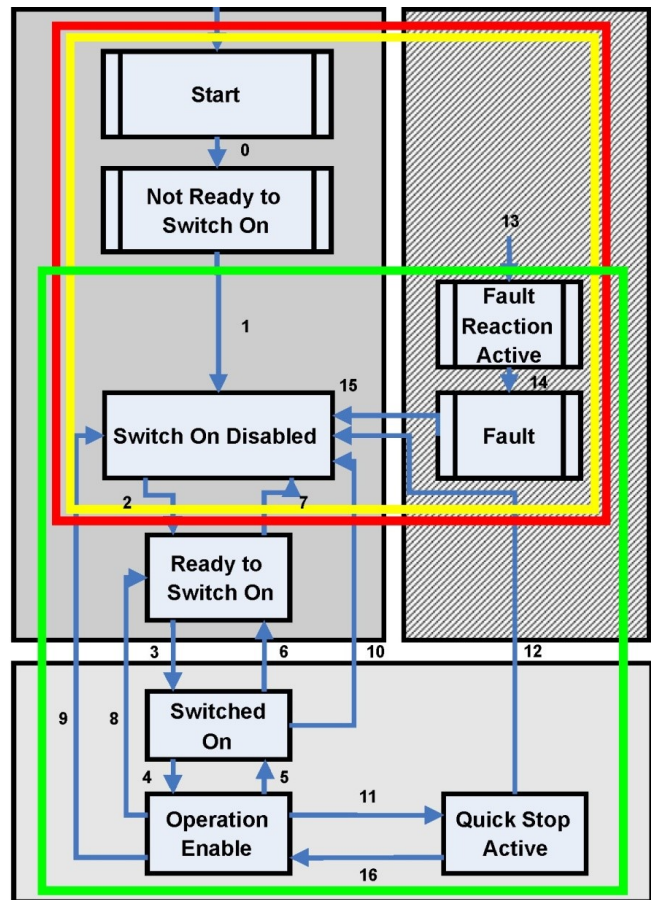 Start
0
Not Ready to
Switch On
13
1
Fault
Reaction
Active
14
15
Switch On Disabled
Fault
2
7
Ready to
Switch On
3
6
10
12
9
8
Switched
On
4
5
11
Operation
Enable
Quick Stop
Active
16